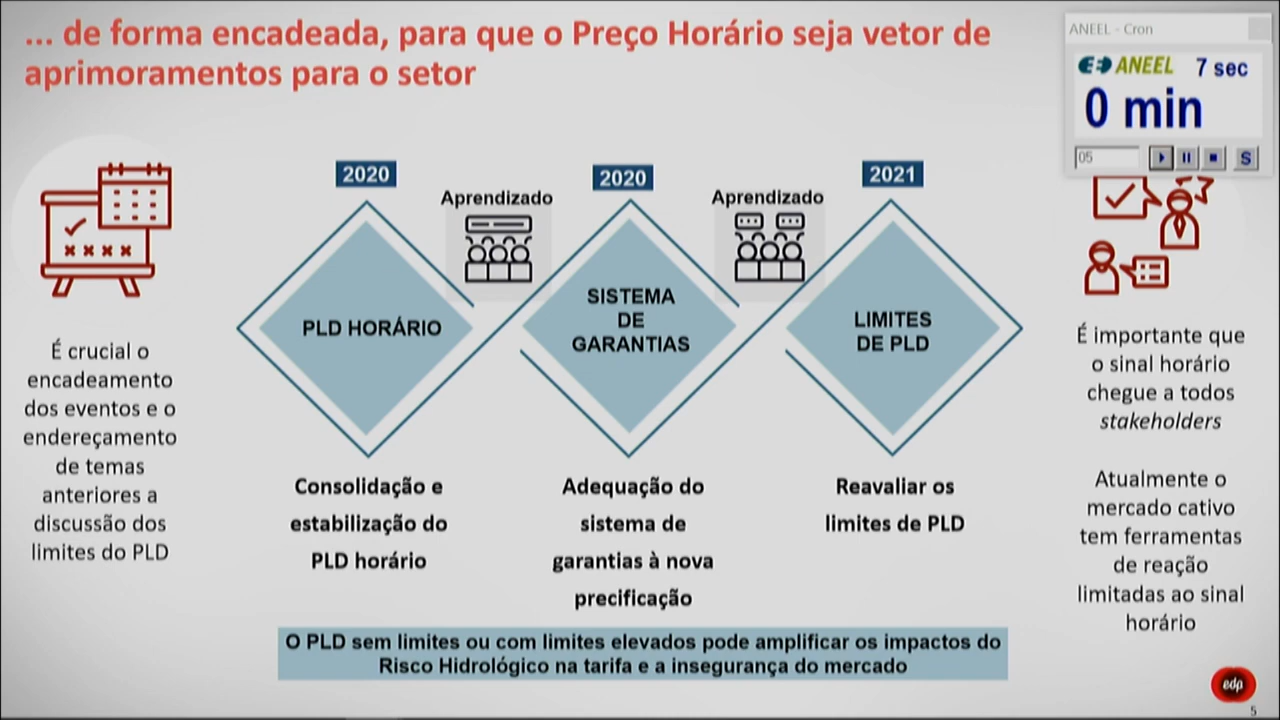 ... de forma encadeada, para que o Preço Horário seja vetor de
aprimoramentos para o setor
ANEEL - Cron
ANEEL
7 sec
0 min
05
S
É crucial o
encadeamento
dos eventos e o
endereçamento
de temas
anteriores a
discussão dos
limites do PLD
2020
Aprendizado
2020
Aprendizado
2021
PLD HORÁRIO
SISTEMA
DE
GARANTIAS
LIMITES
DE PLD
Consolidação e
estabilização do
PLD horário
Adequação do
sistema de
garantias à nova
precificação
Reavaliar os
limites de PLD
É importante que
o sinal horário
chegue a todos
stakeholders
Atualmente o
mercado cativo
tem ferramentas
de reação
limitadas ao sinal
horário
O PLD sem limites ou com limites elevados pode amplificar os impactos do
Risco Hidrológico na tarifa e a insegurança do mercado
edp
5